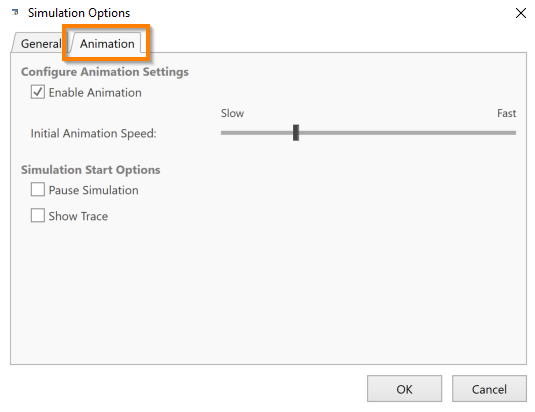 Simulation Options
General
Animation
Configure Animation Settings
Enable Animation
Slow Fast
Initial Animation Speed:
Simulation Start Options
Pause Simulation
Show Trace
OK Cancel